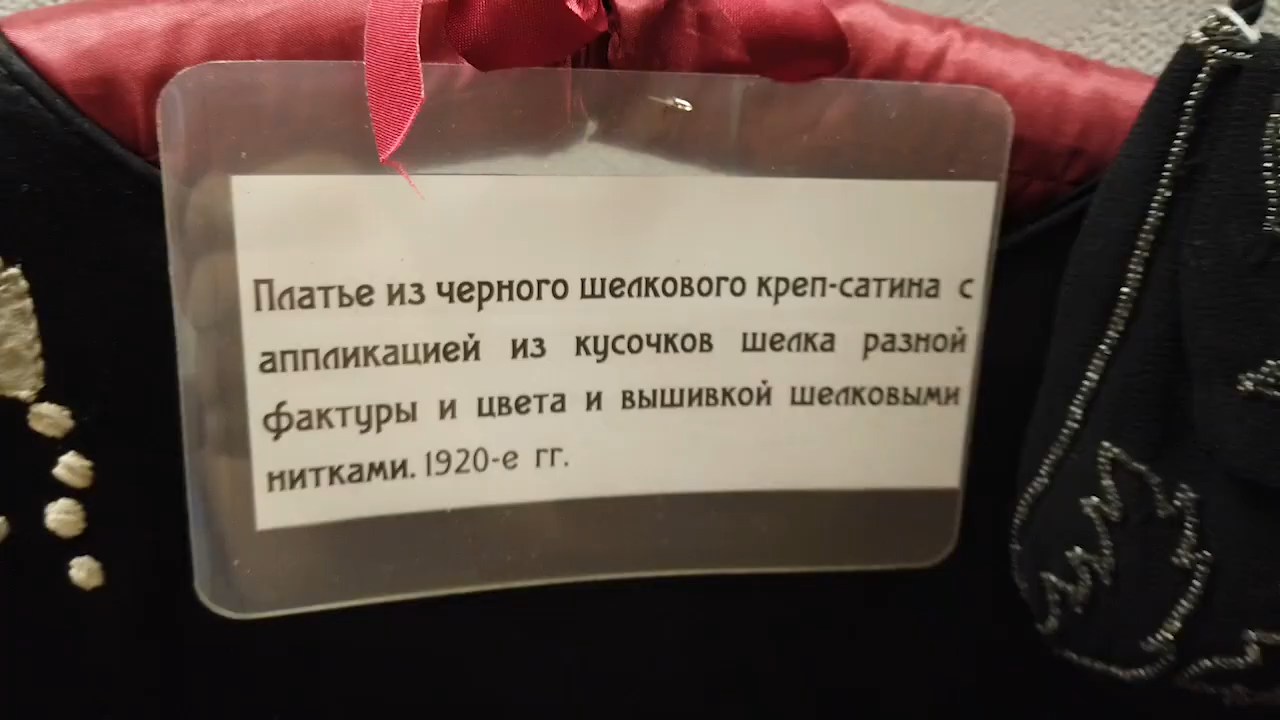 Платье из черного шелкового креп-сатина с
аппликацией из кусочков шелка разной
фактуры и цвета и вышивкой шелковыми
нитками. 1920-е гг.